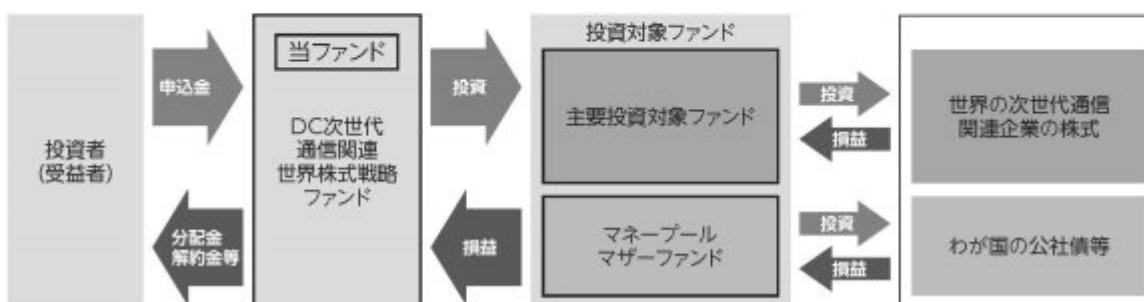 投資者
(受益者)
申込金
分配金
解約金等
当ファンド
DC次世代
通信関連
世界株式戦略
ファンド
投資
損益
投資対象ファンド
主要投資対象ファンド
マネープール
マザーファンド
投資
損益
投資
損益
世界の次世代通信
関連企業の株式
わが国の公社債等